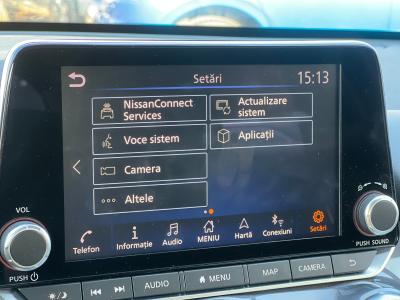 Setări
15:13
NissanConnect
Services
Actualizare
sistem
Voce sistem
Aplicații
Camera
Altele
Telefon
Informație
Audio
MENIU
Hartă
Conexiuni
Setări
VOL
PUSH
PUSH SOUND
AUDIO
MENU
MAP
CAMERA